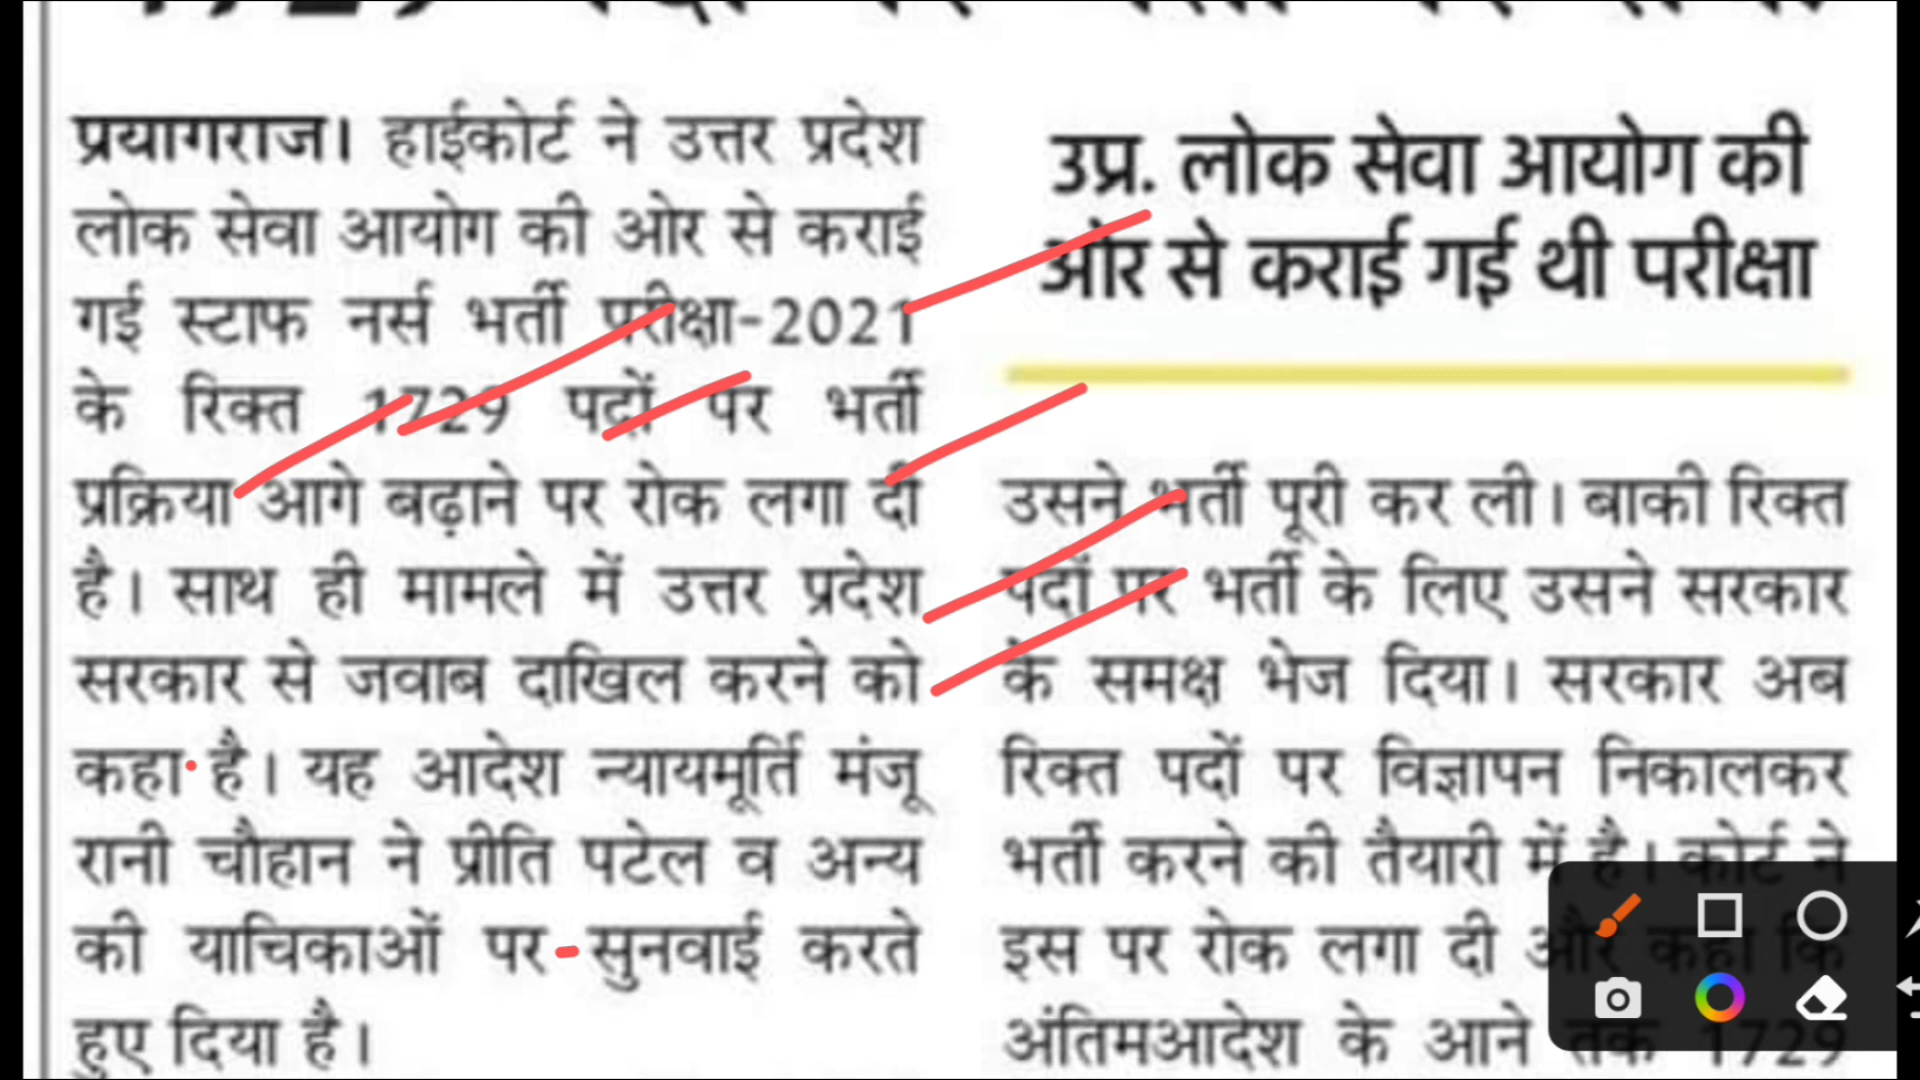 प्रयागराज। हाईकोर्ट ने उत्तर प्रदेश
लोक सेवा आयोग की ओर से कराई
गई स्टाफ नर्स भर्ती परीक्षा-2021
के रिक्त 1729 पदों पर भर्ती
प्रक्रिया आगे बढ़ाने पर रोक लगा दी
है। साथ ही मामले में उत्तर प्रदेश
सरकार से जवाब दाखिल करने को
कहा है। यह आदेश न्यायमूर्ति मंजू
रानी चौहान ने प्रीति पटेल व अन्य
की याचिकाओं पर सुनवाई करते
हुए दिया है।
उप्र. लोक सेवा आयोग की
ओर से कराई गई थी परीक्षा
उसने भर्ती पूरी कर ली। बाकी रिक्त
पदों पर भर्ती के लिए उसने सरकार
के समक्ष भेज दिया। सरकार अब
रिक्त पदों पर विज्ञापन निकालकर
भर्ती करने की तैयारी में है। कोर्ट ने
इस पर रोक लगा दी और कहा कि
अंतिमआदेश के आने तक 1729